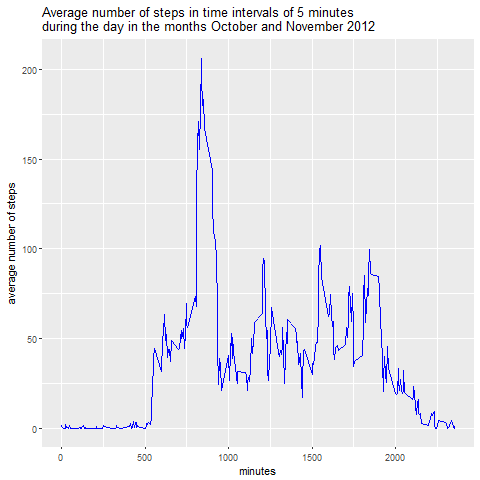 Average number of steps in time intervals of 5 minutes
during the day in the months October and November 2012
average number of steps
200
150
100
50
0
0 500 1000 1500 2000
minutes